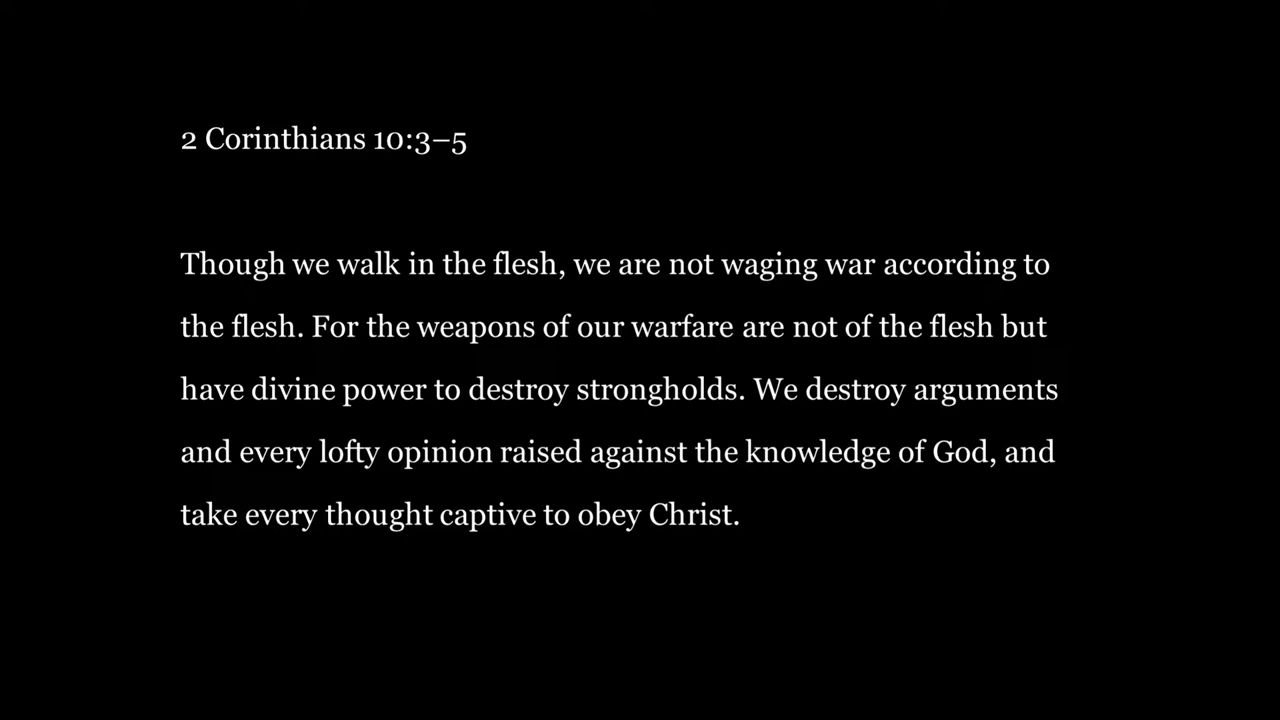 2 Corinthians 10:3–5
Though we walk in the flesh, we are not waging war according to
the flesh. For the weapons of our warfare are not of the flesh but
have divine power to destroy strongholds. We destroy arguments
and every lofty opinion raised against the knowledge of God, and
take every thought captive to obey Christ.